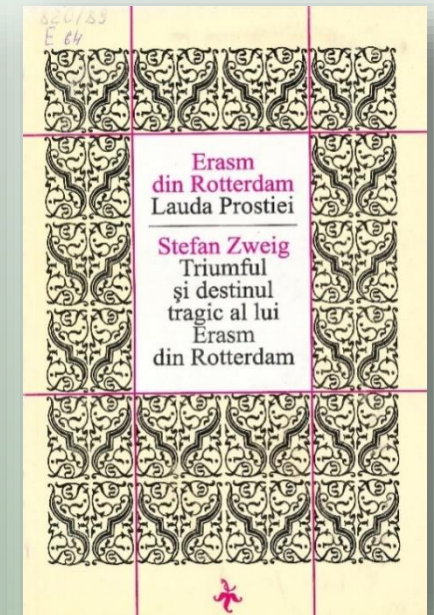 820/89
E 64
Erasm
din Rotterdam
Lauda Prostiei
Stefan Zweig
Triumful
şi destinul
tragic al lui
Erasm
din Rotterdam